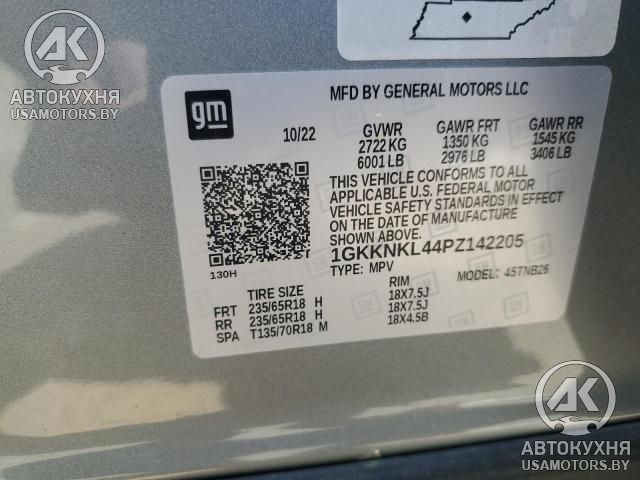 AK
АВТОКУХНЯ
USAMOTORS.BY
gm
MFD BY GENERAL MOTORS LLC
10/22
GVWR GAWR FRT GAWR RR
2722 KG 1350 KG 1545 KG
6001 LB 2976 LB 3406 LB
THIS VEHICLE CONFORMS TO ALL
APPLICABLE U.S. FEDERAL MOTOR
VEHICLE SAFETY STANDARDS IN EFFECT
ON THE DATE OF MANUFACTURE
SHOWN ABOVE.
1GKKNKL44PZ142205
TYPE: MPV MODEL: 45TNB26
130H
TIRE SIZE RIM
FRT 235/65R18 H 18X7.5J
RR 235/65R18 H 18X7.5J
SPA T135/70R18 M 18X4.5B
AK
АВТОКУХНЯ
USAMOTORS.BY